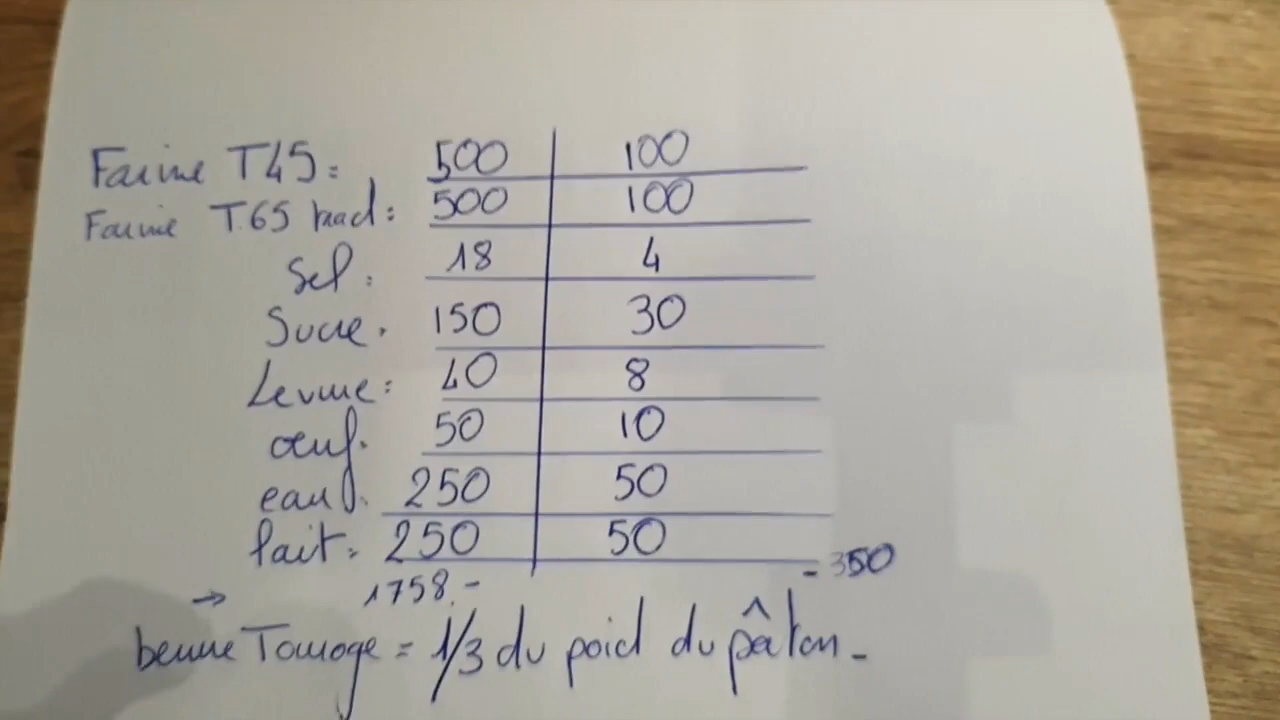 Farine T45: 500 100
Farine T65 trad: 500 100
Sel: 18 4
Sucre. 150 30
Levure: 40 8
œuf. 50 10
eau. 250 50
lait: 250 50
1758.- - 350
→
beurre Tourage = 1/3 du poid du pâton.